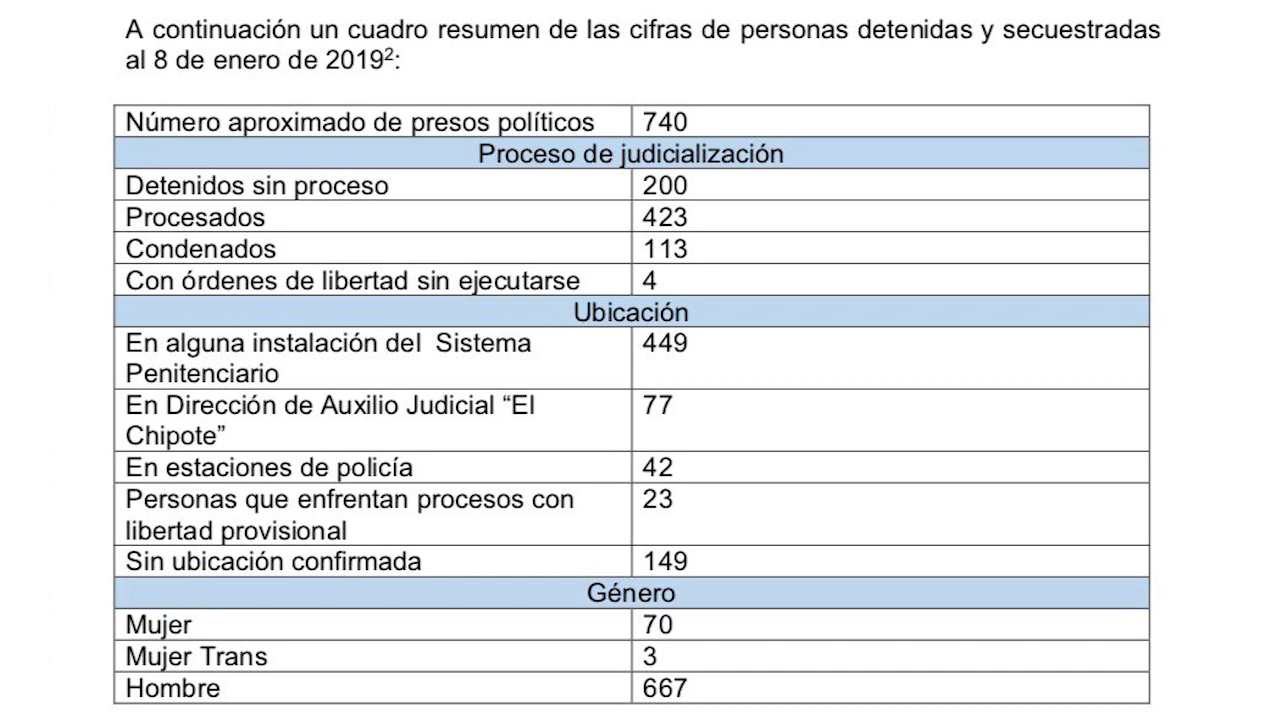 A continuación un cuadro resumen de las cifras de personas detenidas y secuestradas
al 8 de enero de 2019²:
Número aproximado de presos políticos 740
Proceso de judicialización
Detenidos sin proceso 200
Procesados 423
Condenados 113
Con órdenes de libertad sin ejecutarse 4
Ubicación
En alguna instalación del Sistema 449
Penitenciario
En Dirección de Auxilio Judicial “El 77
Chipote”
En estaciones de policía 42
Personas que enfrentan procesos con 23
libertad provisional
Sin ubicación confirmada 149
Género
Mujer 70
Mujer Trans 3
Hombre 667